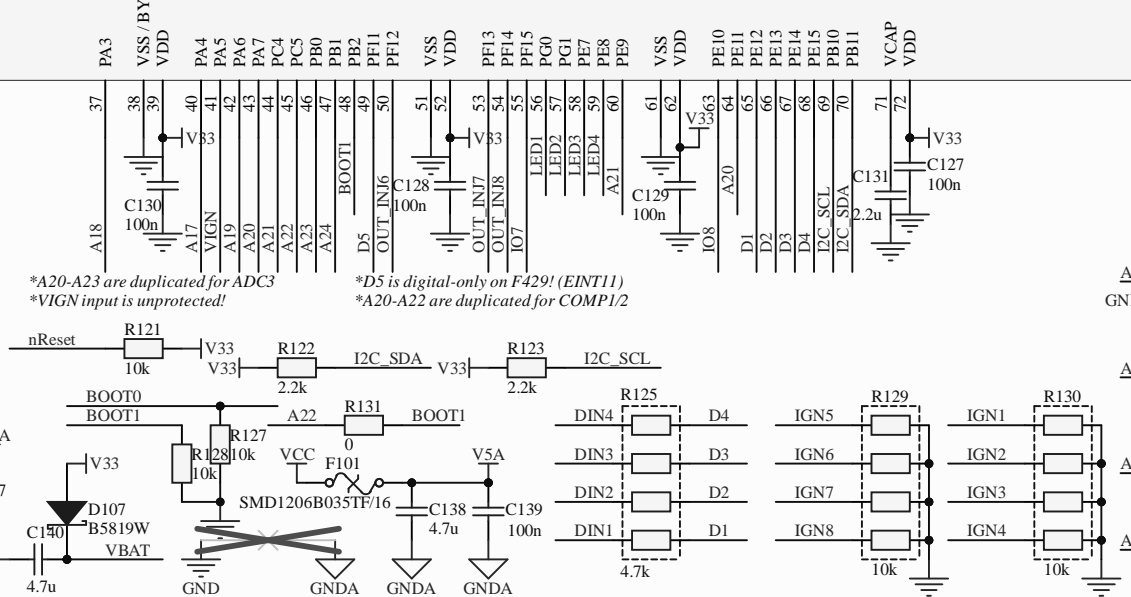 PA3 VSS / BY VDD PA4 PA5 PA6 PA7 PC4 PC5 PB0 PB1 PB2 PF11 PF12 VSS VDD PF13 PF14 PF15 PG0 PG1 PE7 PE8 PE9 VSS VDD PE10 PE11 PE12 PE13 PE14 PE15 PB10 PB11 VCAP VDD
37 38 39 40 41 42 43 44 45 46 47 48 49 50 51 52 53 54 55 56 57 58 59 60 61 62 63 64 65 66 67 68 69 70 71 72
V33 V33 V33 V33
BOOT1 LED1 LED2 LED3 LED4 A21 A20
C130
100n
C128
100n
C129
100n
C131
2.2u
C127
100n
A18 A17 VIGN A19 A20 A21 A22 A23 A24 D5 OUT_INJ6 OUT_INJ7 OUT_INJ8 IO7 IO8 D1 D2 D3 D4 I2C_SCL I2C_SDA
*A20-A23 are duplicated for ADC3
*VIGN input is unprotected!
*D5 is digital-only on F429! (EINT11)
*A20-A22 are duplicated for COMP1/2
A
nReset R121 V33
10k
V33 R122 I2C_SDA
2.2k
V33 R123 I2C_SCL
2.2k
A
BOOT0
BOOT1
R128
10k
R127
10k
A22 R131 BOOT1
0
VCC F101 V5A
SMD1206B035TF/16
C138
4.7u
C139
100n
A
7
V33
D107
B5819W
C140
VBAT
4.7u
GND GNDA GNDA GNDA
R125
DIN4 D4
DIN3 D3
DIN2 D2
DIN1 D1
4.7k
R129
IGN5
IGN6
IGN7
IGN8
10k
R130
IGN1
IGN2
IGN3
IGN4
10k
A
A